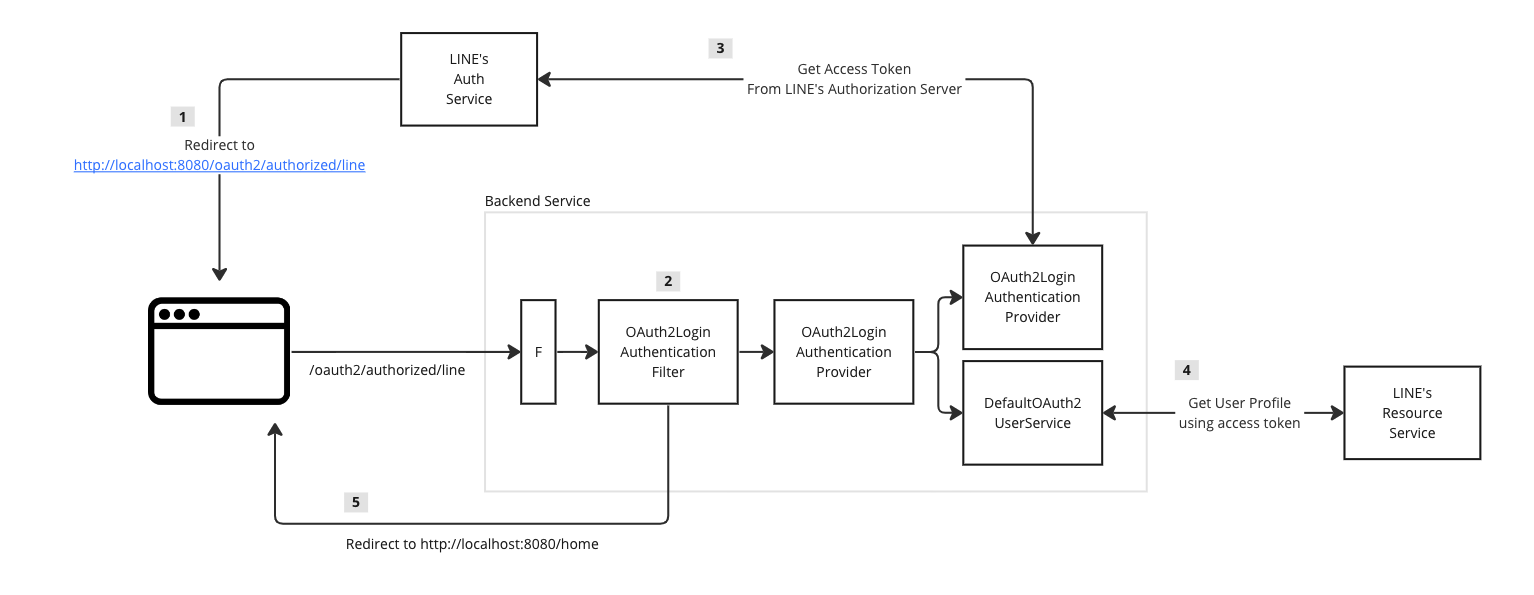 3
LINE's
Auth
Service
Get Access Token
From LINE's Authorization Server
1
Redirect to
http://localhost:8080/oauth2/authorized/line
Backend Service
2
F
OAuth2Login
Authentication
Filter
OAuth2Login
Authentication
Provider
OAuth2Login
Authentication
Provider
/oauth2/authorized/line
DefaultOAuth2
UserService
4
Get User Profile
using access token
LINE's
Resource
Service
5
Redirect to http://localhost:8080/home